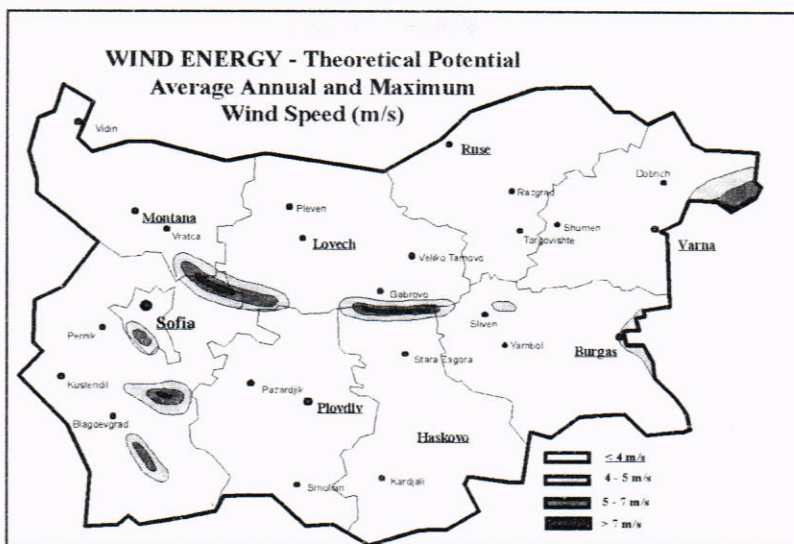 WIND ENERGY - Theoretical Potential
Average Annual and Maximum
Wind Speed (m/s)
Vidin
Ruse
Dobrich
Razgrad
Pleven
Montana
Vratca
Lovech
Shumen
Targovishte
Varna
Veliko Tarnovo
Gabrovo
Sofia
Sliven
Pernik
Yambol
Burgas
Stara Zagora
Kustendil
Pazardjik
Plovdiv
Blagoevgrad
Haskovo
Smolian
Kardjali
≤ 4 m/s
4 - 5 m/s
5 - 7 m/s
> 7 m/s